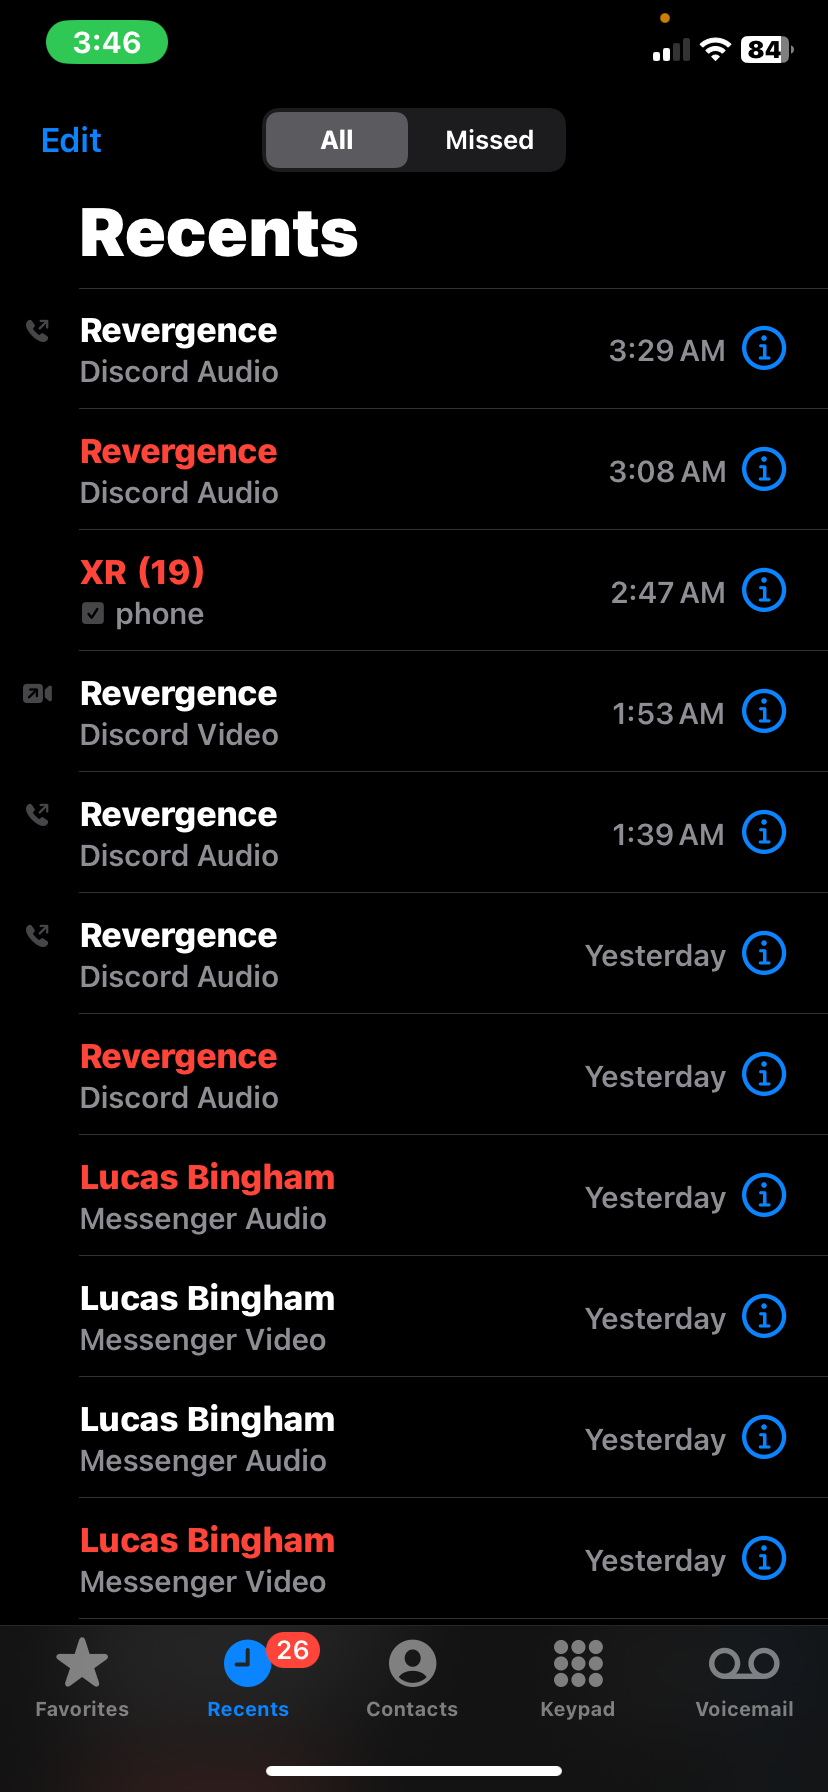 3:46
84
Edit
All
Missed
Recents
Revergence
Discord Audio
3:29 AM
Revergence
Discord Audio
3:08 AM
XR (19)
phone
2:47 AM
Revergence
Discord Video
1:53 AM
Revergence
Discord Audio
1:39 AM
Revergence
Discord Audio
Yesterday
Revergence
Discord Audio
Yesterday
Lucas Bingham
Messenger Audio
Yesterday
Lucas Bingham
Messenger Video
Yesterday
Lucas Bingham
Messenger Audio
Yesterday
Lucas Bingham
Messenger Video
Yesterday
26
Favorites
Recents
Contacts
Keypad
Voicemail